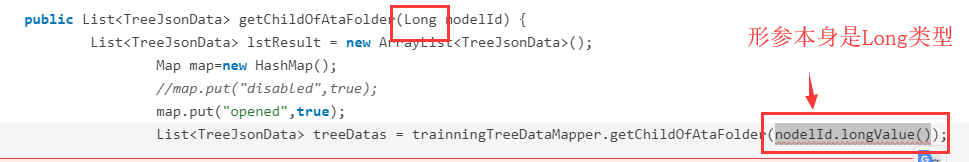 public List<TreeJsonData> getChildOfAtaFolder(Long nodelId) {
List<TreeJsonData> lstResult = new ArrayList<TreeJsonData>();
形参本身是Long类型
Map map=new HashMap();
//map.put("disabled",true);
map.put("opened",true);
List<TreeJsonData> treeDatas = trainningTreeDataMapper.getChildOfAtaFolder(nodelId.longValue());